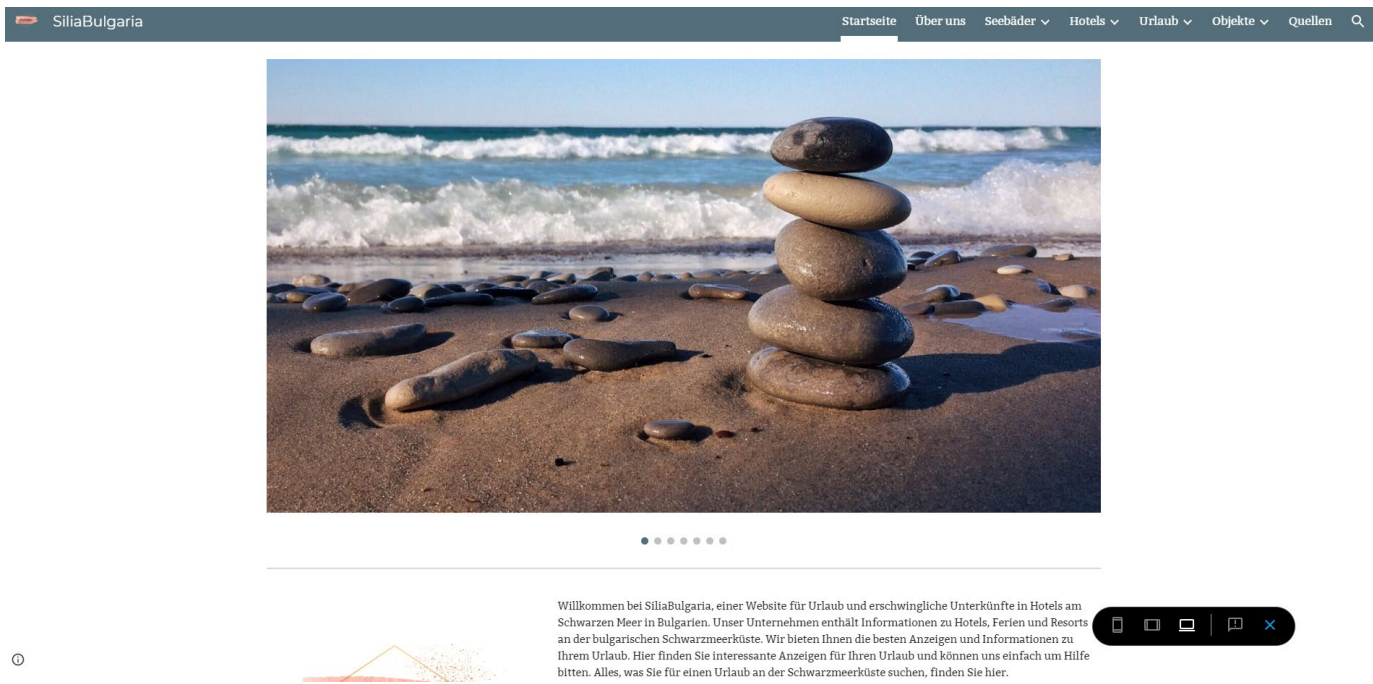 SiliaBulgaria
Startseite Über uns Seebäder Hotels Urlaub Objekte Quellen
Willkommen bei SiliaBulgaria, einer Website für Urlaub und erschwingliche Unterkünfte in Hotels am
Schwarzen Meer in Bulgarien. Unser Unternehmen enthält Informationen zu Hotels, Ferien und Resorts
an der bulgarischen Schwarzmeerküste. Wir bieten Ihnen die besten Anzeigen und Informationen zu
Ihrem Urlaub. Hier finden Sie interessante Anzeigen für Ihren Urlaub und können uns einfach um Hilfe
bitten. Alles, was Sie für einen Urlaub an der Schwarzmeerküste suchen, finden Sie hier.